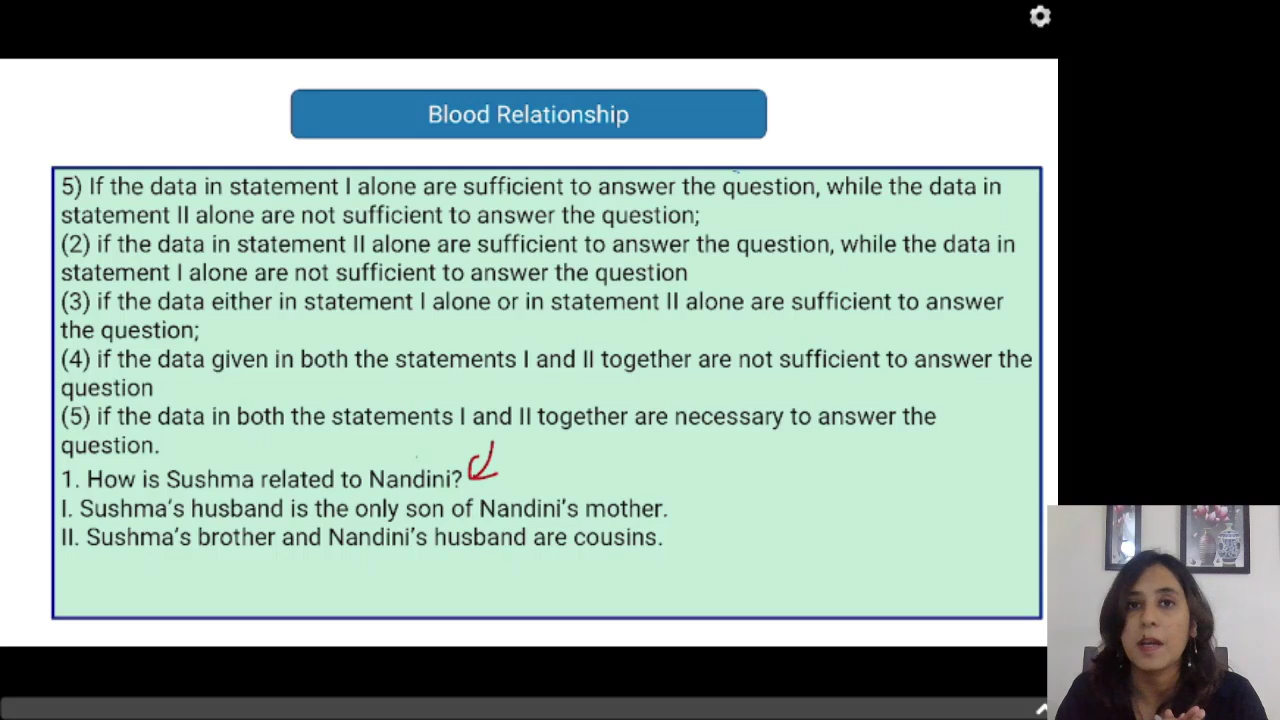 Blood Relationship
5) If the data in statement I alone are sufficient to answer the question, while the data in
statement II alone are not sufficient to answer the question;
(2) if the data in statement II alone are sufficient to answer the question, while the data in
statement I alone are not sufficient to answer the question
(3) if the data either in statement I alone or in statement II alone are sufficient to answer
the question;
(4) if the data given in both the statements I and II together are not sufficient to answer the
question
(5) if the data in both the statements I and II together are necessary to answer the
question.
1. How is Sushma related to Nandini?
I. Sushma's husband is the only son of Nandini's mother.
II. Sushma's brother and Nandini's husband are cousins.